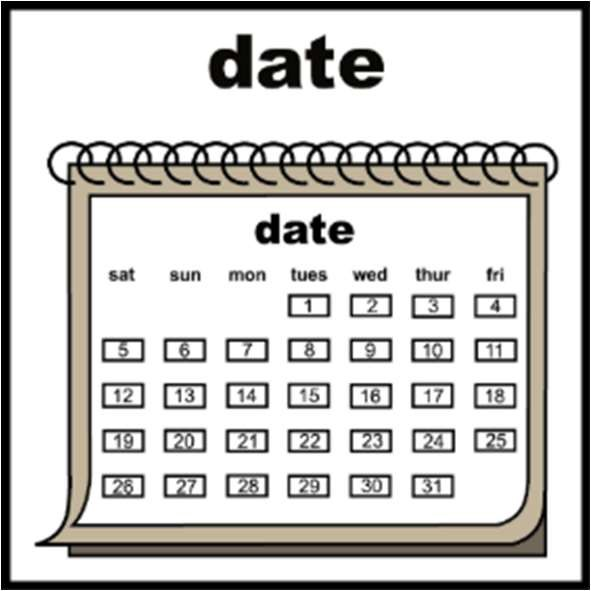 date
date
sat sun mon tues wed thur fri
1 2 3 4
5 6 7 8 9 10 11
12 13 14 15 16 17 18
19 20 21 22 23 24 25
26 27 28 29 30 31